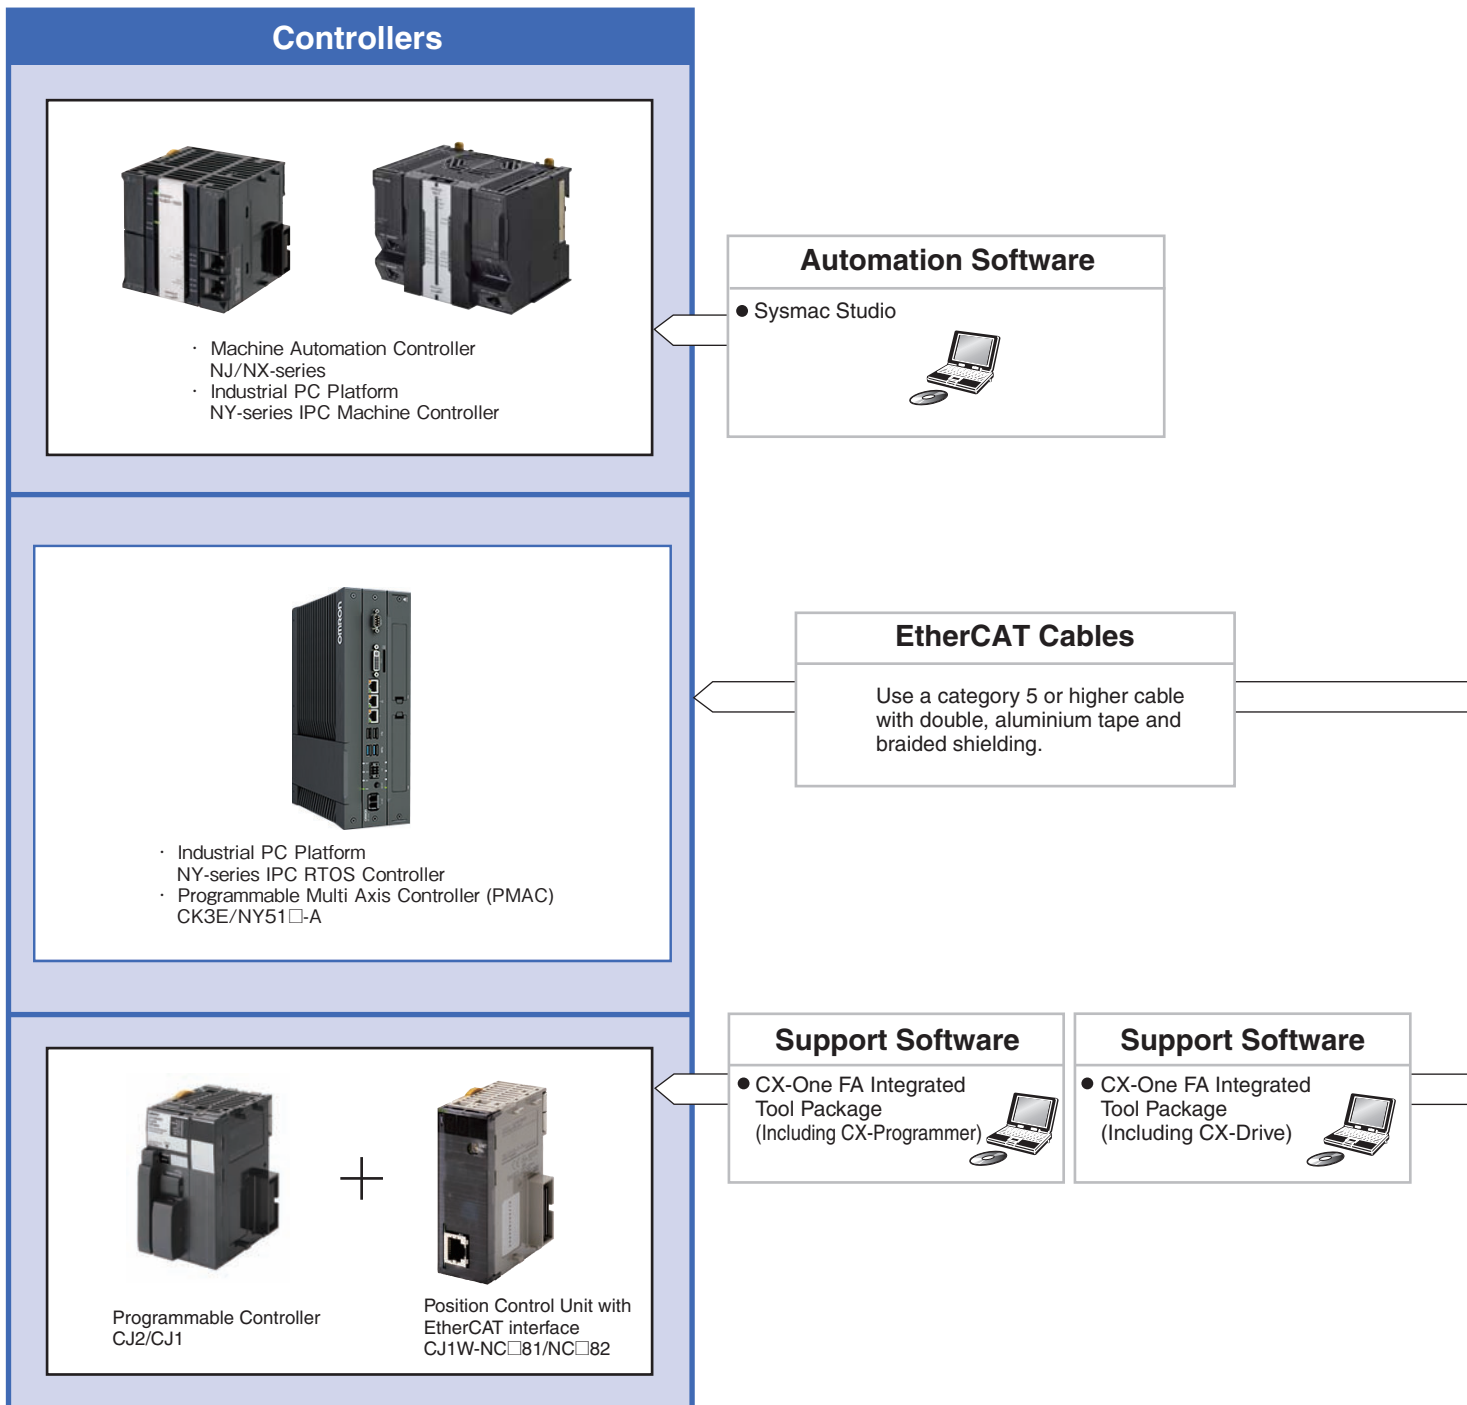 Controllers
· Machine Automation Controller
NJ/NX-series
· Industrial PC Platform
NY-series IPC Machine Controller
Automation Software
● Sysmac Studio
OMRON
· Industrial PC Platform
NY-series IPC RTOS Controller
· Programmable Multi Axis Controller (PMAC)
CK3E/NY51□-A
EtherCAT Cables
Use a category 5 or higher cable
with double, aluminium tape and
braided shielding.
Programmable Controller
CJ2/CJ1
Position Control Unit with
EtherCAT interface
CJ1W-NC□81/NC□82
Support Software
● CX-One FA Integrated
Tool Package
(Including CX-Programmer)
Support Software
● CX-One FA Integrated
Tool Package
(Including CX-Drive)